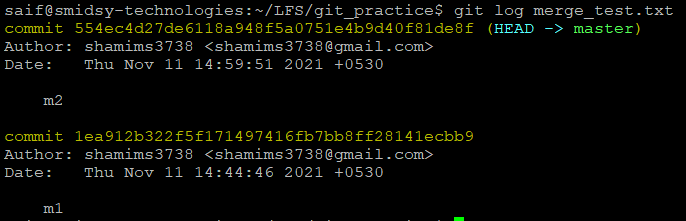 saif@smidsy-technologies:~/LFS/git_practice$ git log merge_test.txt
commit 554ec4d27de6118a948f5a0751e4b9d40f81de8f (HEAD -> master)
Author: shamims3738 <shamims3738@gmail.com>
Date:   Thu Nov 11 14:59:51 2021 +0530
m2
commit 1ea912b322f5f171497416fb7bb8ff28141ecbb9
Author: shamims3738 <shamims3738@gmail.com>
Date:   Thu Nov 11 14:44:46 2021 +0530
m1